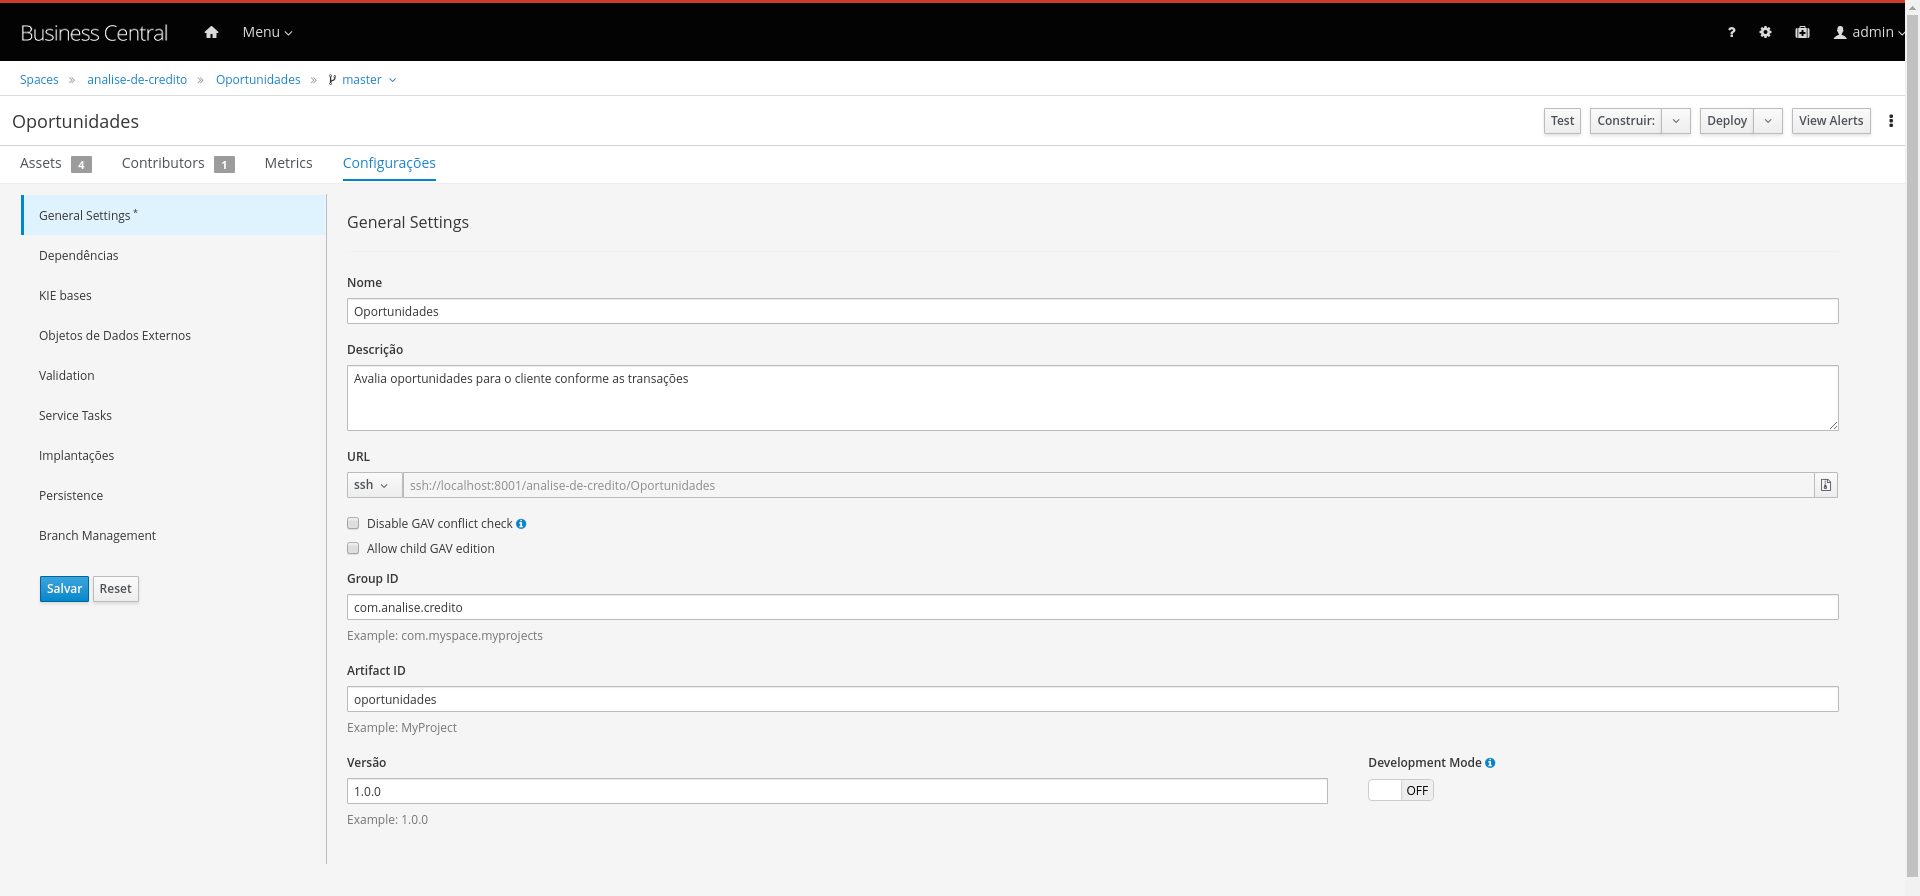 Business Central Menu ? admin
Spaces » analise-de-credito » Oportunidades » master
Oportunidades Test Construir: Deploy View Alerts
Assets 4 Contributors 1 Metrics Configurações
General Settings *
Dependências
KIE bases
Objetos de Dados Externos
Validation
Service Tasks
Implantações
Persistence
Branch Management
Salvar Reset
General Settings
Nome
Oportunidades
Descrição
Avalia oportunidades para o cliente conforme as transações
URL
ssh ssh://localhost:8001/analise-de-credito/Oportunidades
Disable GAV conflict check
Allow child GAV edition
Group ID
com.analise.credito
Example: com.myspace.myprojects
Artifact ID
oportunidades
Example: MyProject
Versão
1.0.0
Example: 1.0.0
Development Mode
OFF